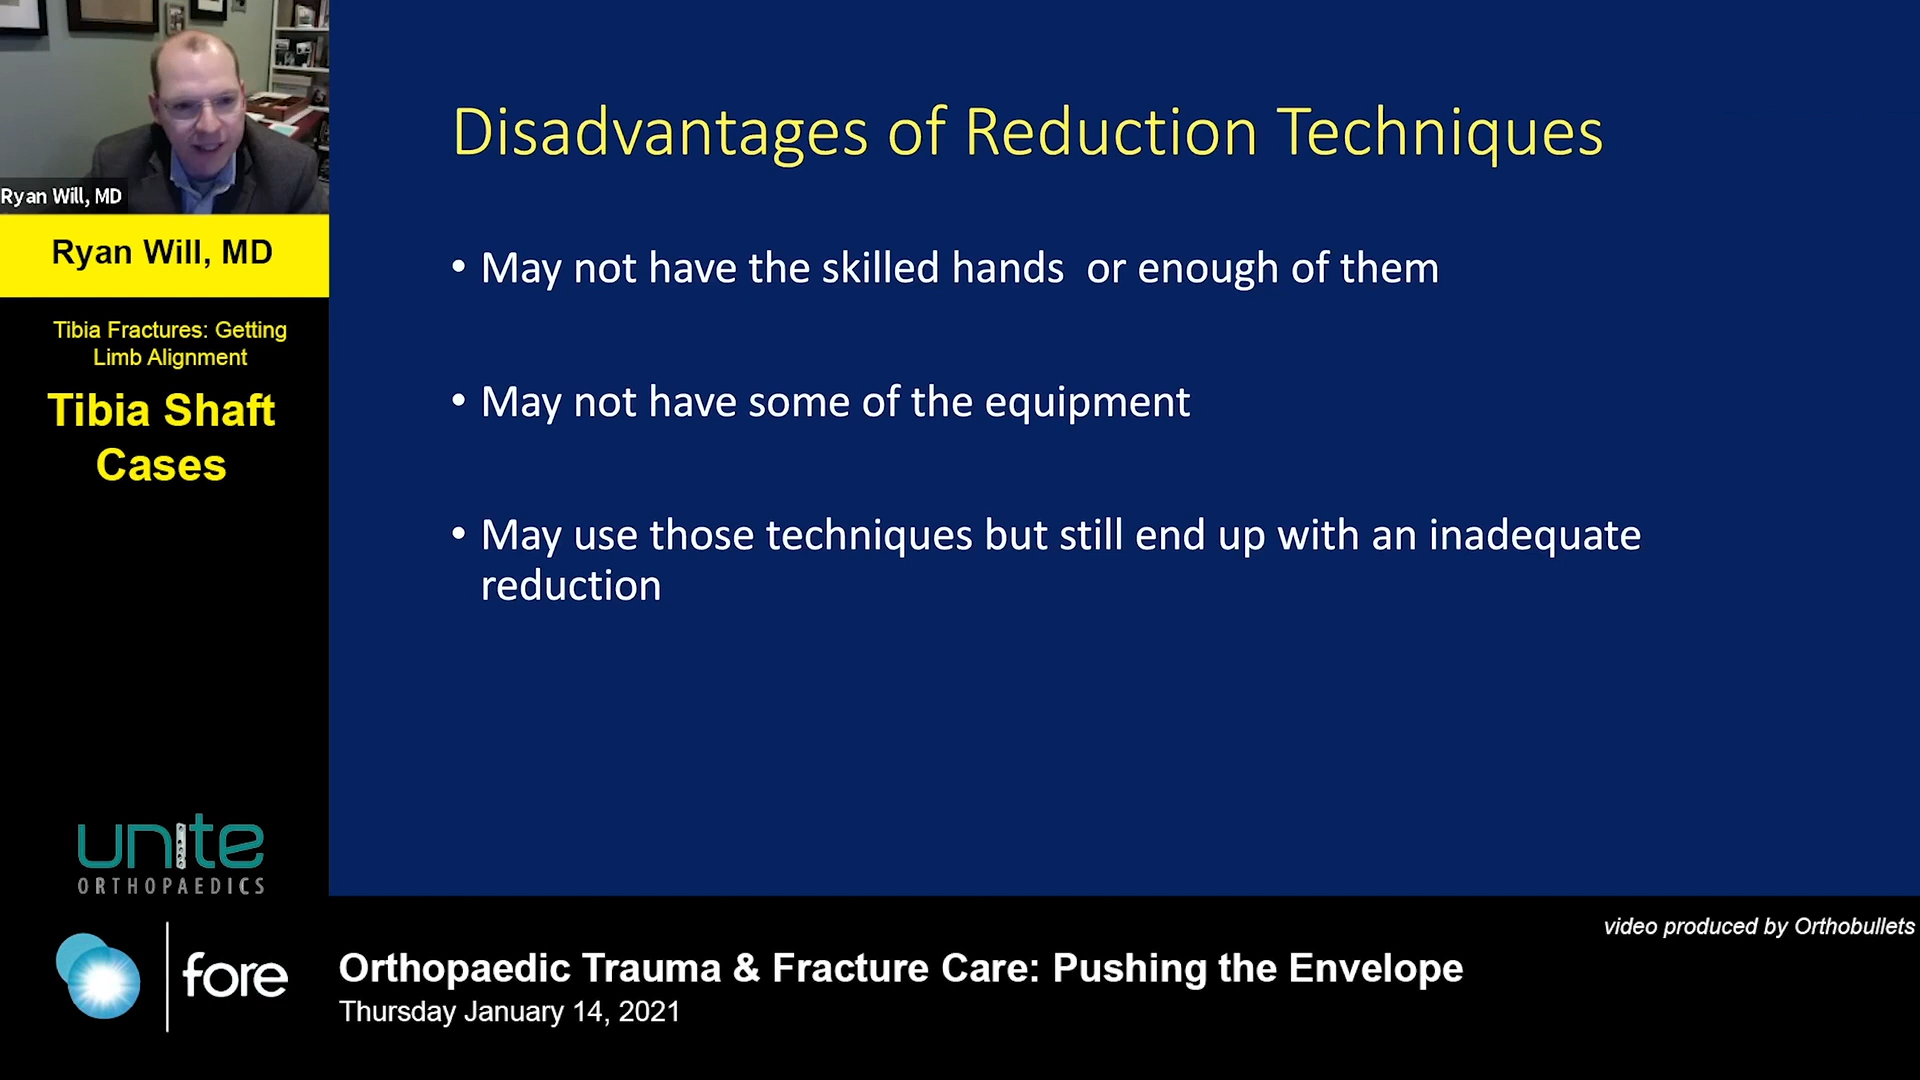 Ryan Will, MD
Ryan Will, MD
Tibia Fractures: Getting
Limb Alignment
Tibia Shaft
Cases
unite
ORTHOPAEDICS
fore
Disadvantages of Reduction Techniques
• May not have the skilled hands  or enough of them
• May not have some of the equipment
• May use those techniques but still end up with an inadequate
reduction
video produced by Orthobullets
Orthopaedic Trauma & Fracture Care: Pushing the Envelope
Thursday January 14, 2021